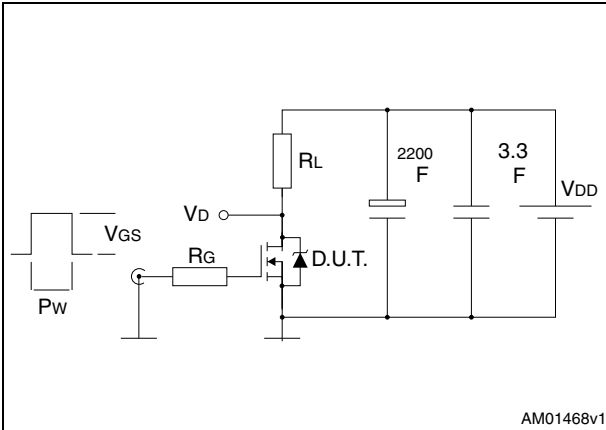 2200
F
3.3
F
VDD
RL
VD
VGS
RG
D.U.T.
PW
AM01468v1